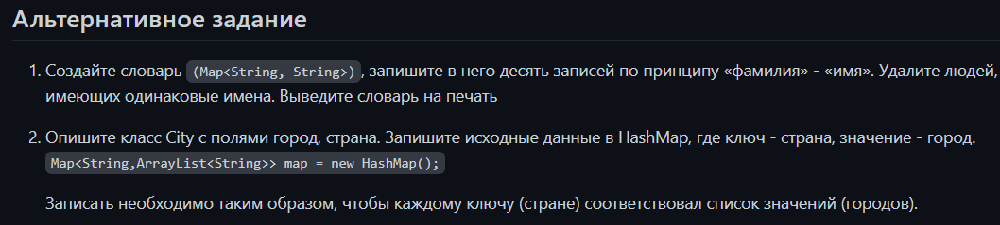 Альтернативное задание
1. Создайте словарь (Map<String, String>), запишите в него десять записей по принципу «фамилия» - «имя». Удалите людей,
имеющих одинаковые имена. Выведите словарь на печать
2. Опишите класс City с полями город, страна. Запишите исходные данные в HashMap, где ключ - страна, значение - город.
Map<String,ArrayList<String>> map = new HashMap();
Записать необходимо таким образом, чтобы каждому ключу (стране) соответствовал список значений (городов).